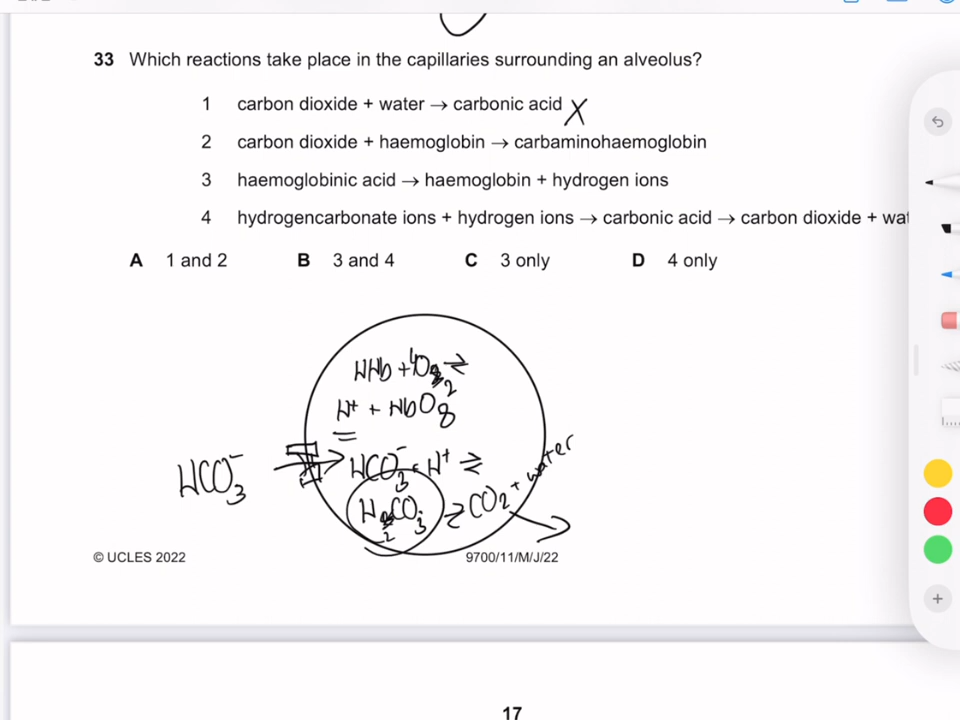 33 Which reactions take place in the capillaries surrounding an alveolus?
1 carbon dioxide + water → carbonic acid X
2 carbon dioxide + haemoglobin → carbaminohaemoglobin
3 haemoglobinic acid → haemoglobin + hydrogen ions
4 hydrogencarbonate ions + hydrogen ions → carbonic acid → carbon dioxide + wat
A 1 and 2 B 3 and 4 C 3 only D 4 only
HHb + 4O₂ ⇌
H⁺ + HbO₈
HCO₃⁻ → HCO₃⁻ + H⁺ ⇌
H₂CO₃ ⇌ CO₂ + water
© UCLES 2022 9700/11/M/J/22
17